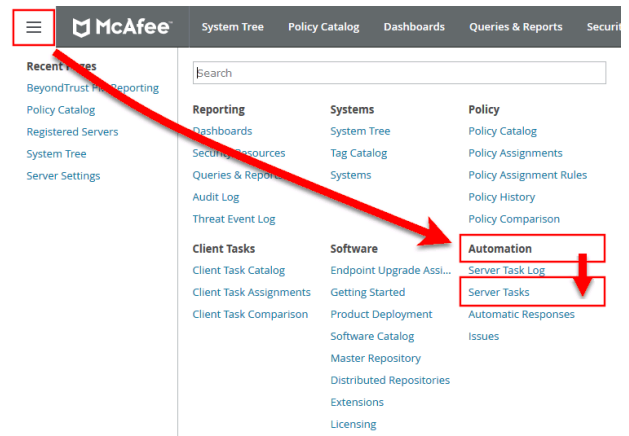 McAfee™
System Tree
Policy Catalog
Dashboards
Queries & Reports
Securit
Recent Pages
BeyondTrust Reporting
Policy Catalog
Registered Servers
System Tree
Server Settings
Search
Reporting
Dashboards
Security Resources
Queries & Reports
Audit Log
Threat Event Log
Systems
System Tree
Tag Catalog
Systems
Policy
Policy Catalog
Policy Assignments
Policy Assignment Rules
Policy History
Policy Comparison
Client Tasks
Client Task Catalog
Client Task Assignments
Client Task Comparison
Software
Endpoint Upgrade Assi...
Getting Started
Product Deployment
Software Catalog
Master Repository
Distributed Repositories
Extensions
Licensing
Automation
Server Task Log
Server Tasks
Automatic Responses
Issues